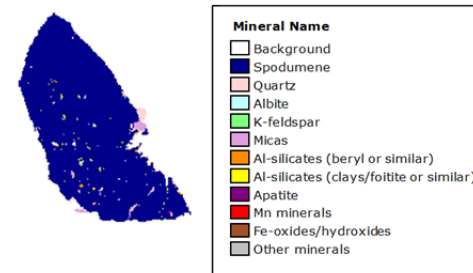 Mineral Name
Background
Spodumene
Quartz
Albite
K-feldspar
Micas
Al-silicates (beryl or similar)
Al-silicates (clays/foitite or similar)
Apatite
Mn minerals
Fe-oxides/hydroxides
Other minerals